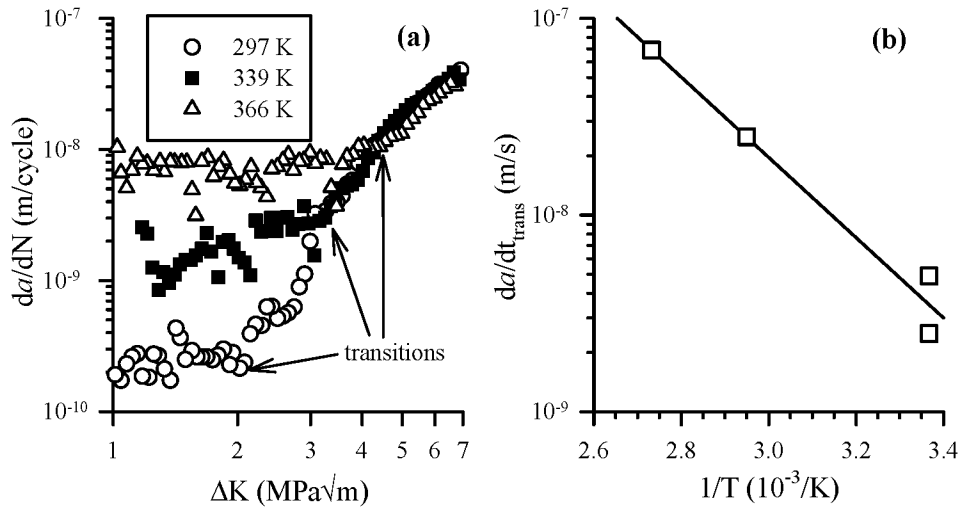 (a)
297 K
339 K
366 K
transitions
10-7
10-8
10-9
10-10
da/dN (m/cycle)
1 2 3 4 5 6 7
ΔK (MPa√m)
(b)
10-7
10-8
10-9
da/dt_trans (m/s)
2.6 2.8 3.0 3.2 3.4
1/T (10-3/K)